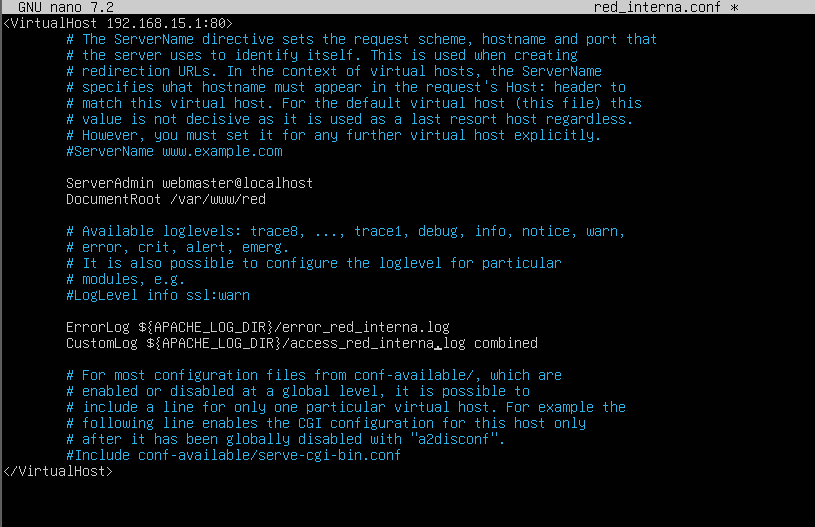 GNU nano 7.2 red_interna.conf *
<VirtualHost 192.168.15.1:80>
# The ServerName directive sets the request scheme, hostname and port that
# the server uses to identify itself. This is used when creating
# redirection URLs. In the context of virtual hosts, the ServerName
# specifies what hostname must appear in the request's Host: header to
# match this virtual host. For the default virtual host (this file) this
# value is not decisive as it is used as a last resort host regardless.
# However, you must set it for any further virtual host explicitly.
#ServerName www.example.com
ServerAdmin webmaster@localhost
DocumentRoot /var/www/red
# Available loglevels: trace8, ..., trace1, debug, info, notice, warn,
# error, crit, alert, emerg.
# It is also possible to configure the loglevel for particular
# modules, e.g.
#LogLevel info ssl:warn
ErrorLog ${APACHE_LOG_DIR}/error_red_interna.log
CustomLog ${APACHE_LOG_DIR}/access_red_interna.log combined
# For most configuration files from conf-available/, which are
# enabled or disabled at a global level, it is possible to
# include a line for only one particular virtual host. For example the
# following line enables the CGI configuration for this host only
# after it has been globally disabled with "a2disconf".
#Include conf-available/serve-cgi-bin.conf
</VirtualHost>